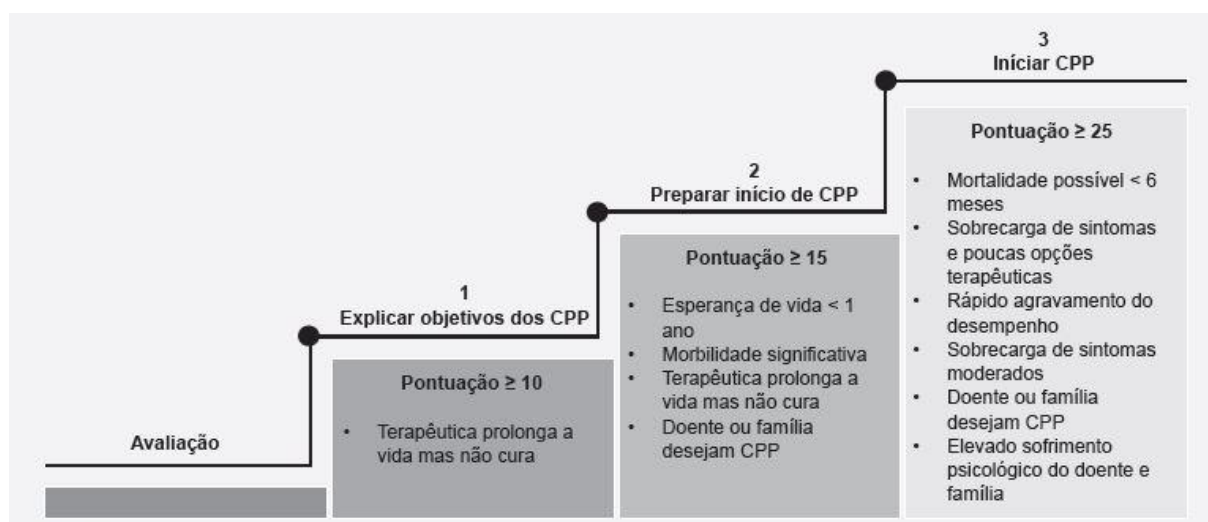 Avaliação
1
Explicar objetivos dos CPP
Pontuação ≥ 10
• Terapêutica prolonga a
vida mas não cura
2
Preparar início de CPP
Pontuação ≥ 15
• Esperança de vida < 1
ano
• Morbilidade significativa
• Terapêutica prolonga a
vida mas não cura
• Doente ou família
desejam CPP
3
Iníciar CPP
Pontuação ≥ 25
• Mortalidade possível < 6
meses
• Sobrecarga de sintomas
e poucas opções
terapêuticas
• Rápido agravamento do
desempenho
• Sobrecarga de sintomas
moderados
• Doente ou família
desejam CPP
• Elevado sofrimento
psicológico do doente e
família